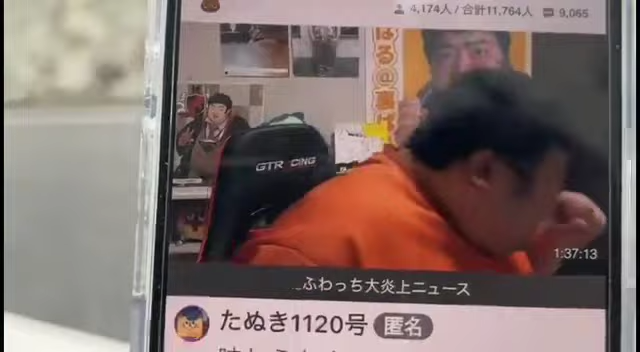 4,174人 / 合計11,764人 9,065
GTRACING
1:37:13
_ふわっち大炎上ニュース
たぬき1120号 匿名